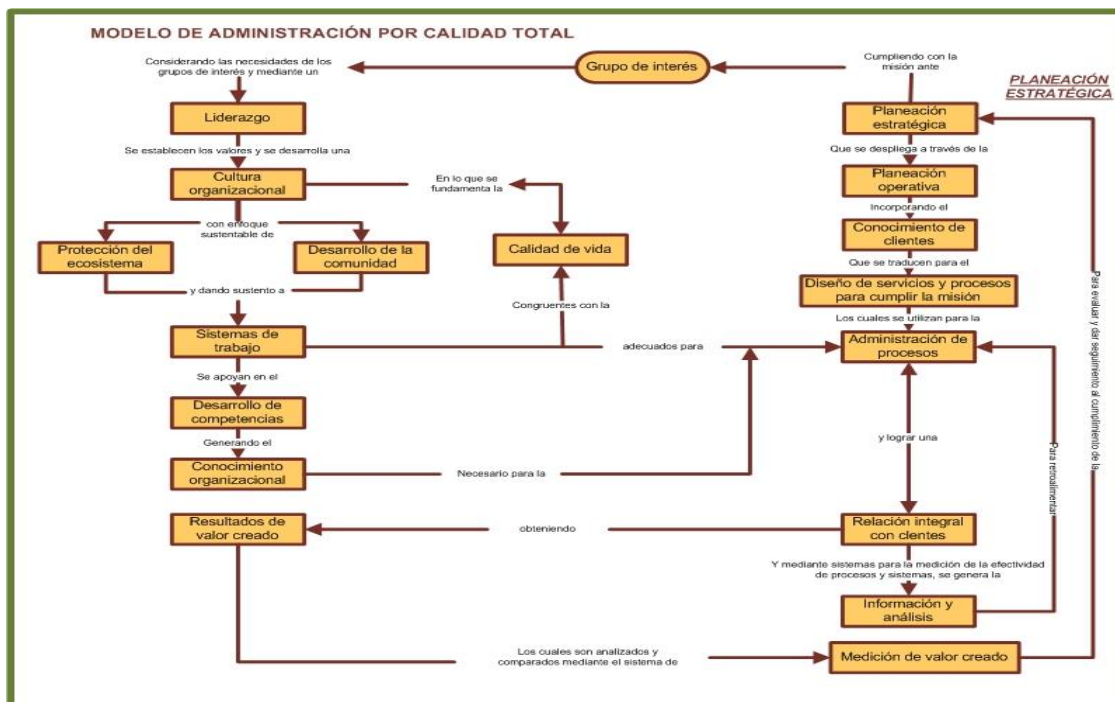 MODELO DE ADMINISTRACIÓN POR CALIDAD TOTAL
Considerando las necesidades de los
grupos de interés y mediante un
Grupo de interés
Cumpliendo con la
misión ante
PLANEACIÓN
ESTRATÉGICA
Liderazgo
Se establecen los valores y se desarrolla una
Cultura
organizacional
En lo que se
fundamenta la
con enfoque
sustentable de
Protección del
ecosistema
Desarrollo de la
comunidad
Calidad de vida
y dando sustento a
Congruentes con la
Sistemas de
trabajo
adecuados para
Se apoyan en el
Desarrollo de
competencias
Generando el
Conocimiento
organizacional
Necesario para la
Planeación
estratégica
Que se despliega a través de la
Planeación
operativa
Incorporando el
Conocimiento de
clientes
Que se traducen para el
Diseño de servicios y procesos
para cumplir la misión
Los cuales se utilizan para la
Administración de
procesos
y lograr una
Para retroalimentar
Para evaluar y dar seguimiento al cumplimiento de la
Resultados de
valor creado
obteniendo
Relación integral
con clentes
Y mediante sistemas para la medición de la efectividad
de procesos y sistemas, se genera la
Información y
análisis
Los cuales son analizados y
comparados mediante el sistema de
Medición de valor creado